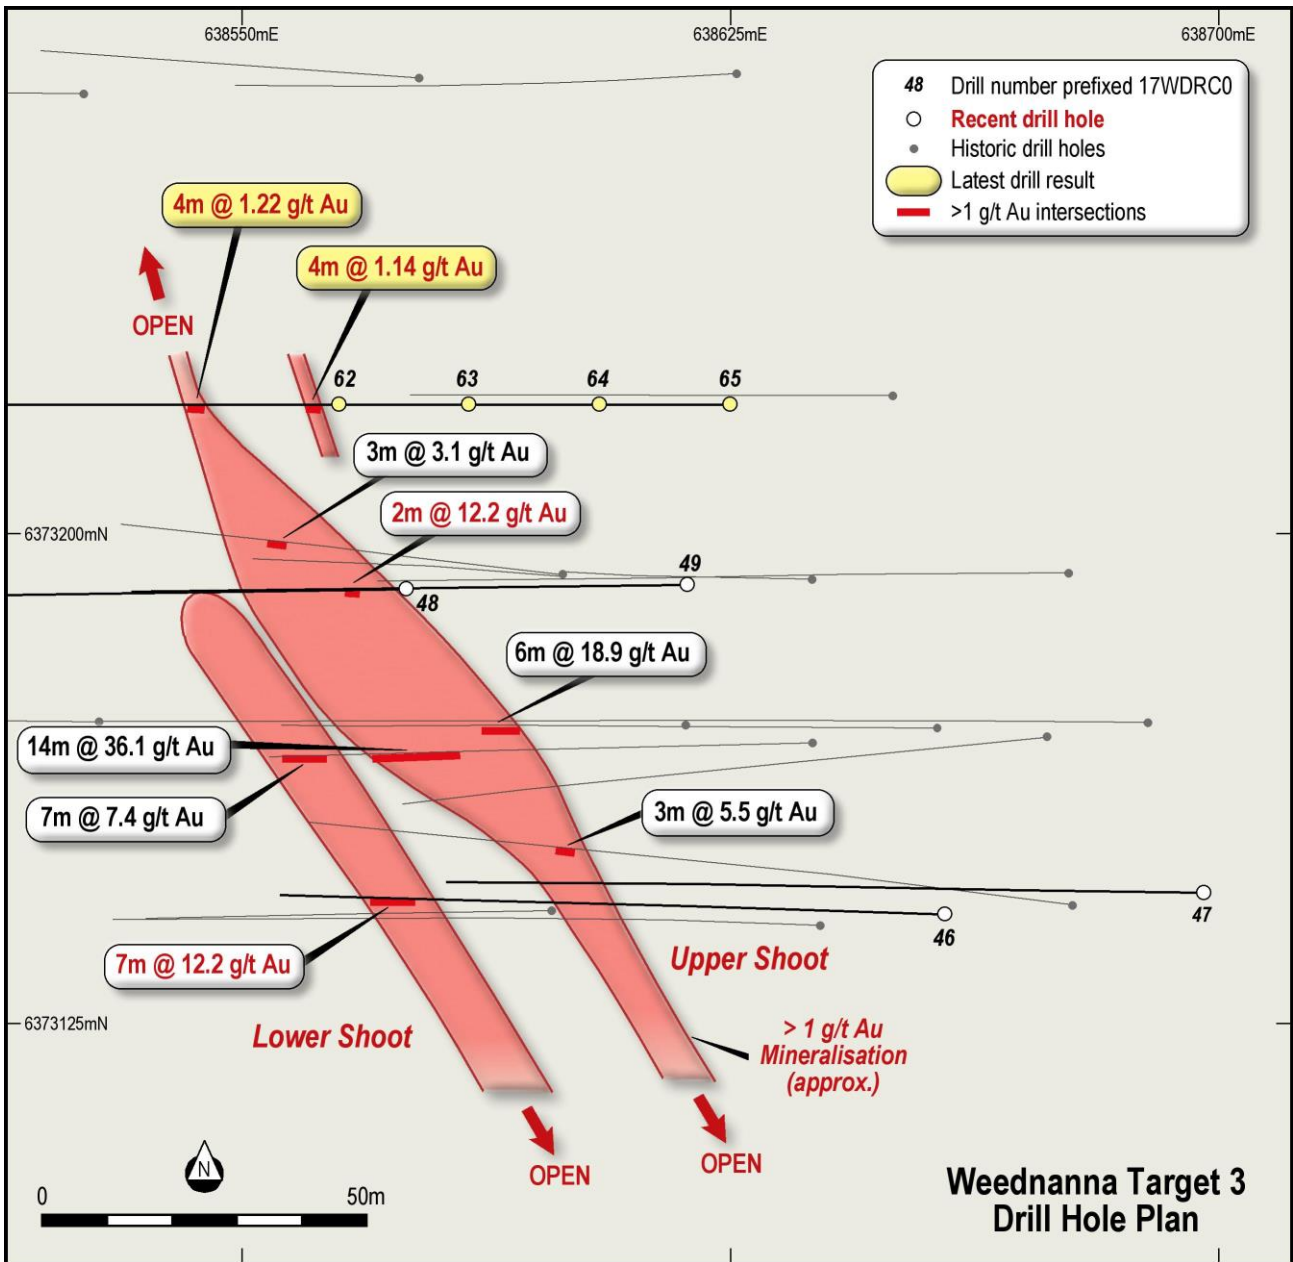 638550mE
638625mE
638700mE
48 Drill number prefixed 17WDRC0
Recent drill hole
Historic drill holes
Latest drill result
>1 g/t Au intersections
4m @ 1.22 g/t Au
4m @ 1.14 g/t Au
OPEN
62
63
64
65
3m @ 3.1 g/t Au
2m @ 12.2 g/t Au
6373200mN
49
48
6m @ 18.9 g/t Au
14m @ 36.1 g/t Au
7m @ 7.4 g/t Au
3m @ 5.5 g/t Au
47
46
7m @ 12.2 g/t Au
Upper Shoot
6373125mN
Lower Shoot
> 1 g/t Au
Mineralisation
(approx.)
OPEN
OPEN
N
0
50m
Weednanna Target 3
Drill Hole Plan